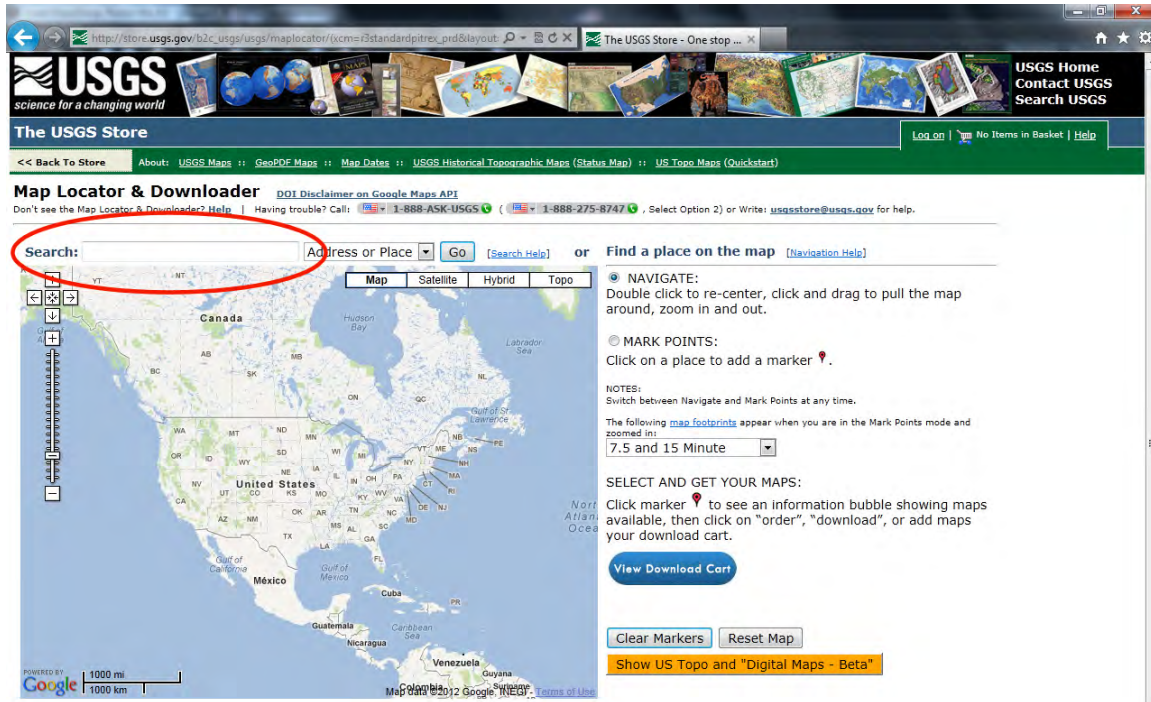 http://store.usgs.gov/b2c_usgs/usgs/maplocator/(xcm=r3standardpitrex_prd&layout:
The USGS Store - One stop ...
USGS
science for a changing world
USGS Home
Contact USGS
Search USGS
The USGS Store
Log on | No Items in Basket | Help
<< Back To Store
About: USGS Maps :: GeoPDF Maps :: Map Dates :: USGS Historical Topographic Maps (Status Map) :: US Topo Maps (Quickstart)
Map Locator & Downloader DOI Disclaimer on Google Maps API
Don't see the Map Locator & Downloader? Help | Having trouble? Call: 1-888-ASK-USGS ( 1-888-275-8747 , Select Option 2) or Write: usgsstore@usgs.gov for help.
Search: Address or Place Go [Search Help] or Find a place on the map [Navigation Help]
Map Satellite Hybrid Topo
YT NT
Canada
Hudson
Bay
Labrador
Sea
AB
MB
BC
SK
NL
ON
QC
Gulf of St
Lawrence
WA
MT
ND
MN
NB
PE
OR
ID
WY
SD
WI
MI
VT
ME
NS
NY
NH
NE
IA
IL
IN
OH
PA
MA
CT
RI
NV
UT
United States
CO
KS
MO
KY
WV
VA
DE
NJ
MD
CA
AZ
NM
OK
AR
TN
NC
MS
AL
SC
TX
LA
GA
FL
Nort
Atlan
Ocea
Gulf of
California
México
Gulf of
Mexico
Cuba
PR
Guatemala
Caribbean
Sea
Nicaragua
Venezuela
Guyana
Colombia
Suriname
POWERED BY
Google
1000 mi
1000 km
Map data ©2012 Google, INEGI - Terms of Use
NAVIGATE:
Double click to re-center, click and drag to pull the map
around, zoom in and out.
MARK POINTS:
Click on a place to add a marker .
NOTES:
Switch between Navigate and Mark Points at any time.
The following map footprints appear when you are in the Mark Points mode and
zoomed in:
7.5 and 15 Minute
SELECT AND GET YOUR MAPS:
Click marker to see an information bubble showing maps
available, then click on "order", "download", or add maps
your download cart.
View Download Cart
Clear Markers Reset Map
Show US Topo and "Digital Maps - Beta"